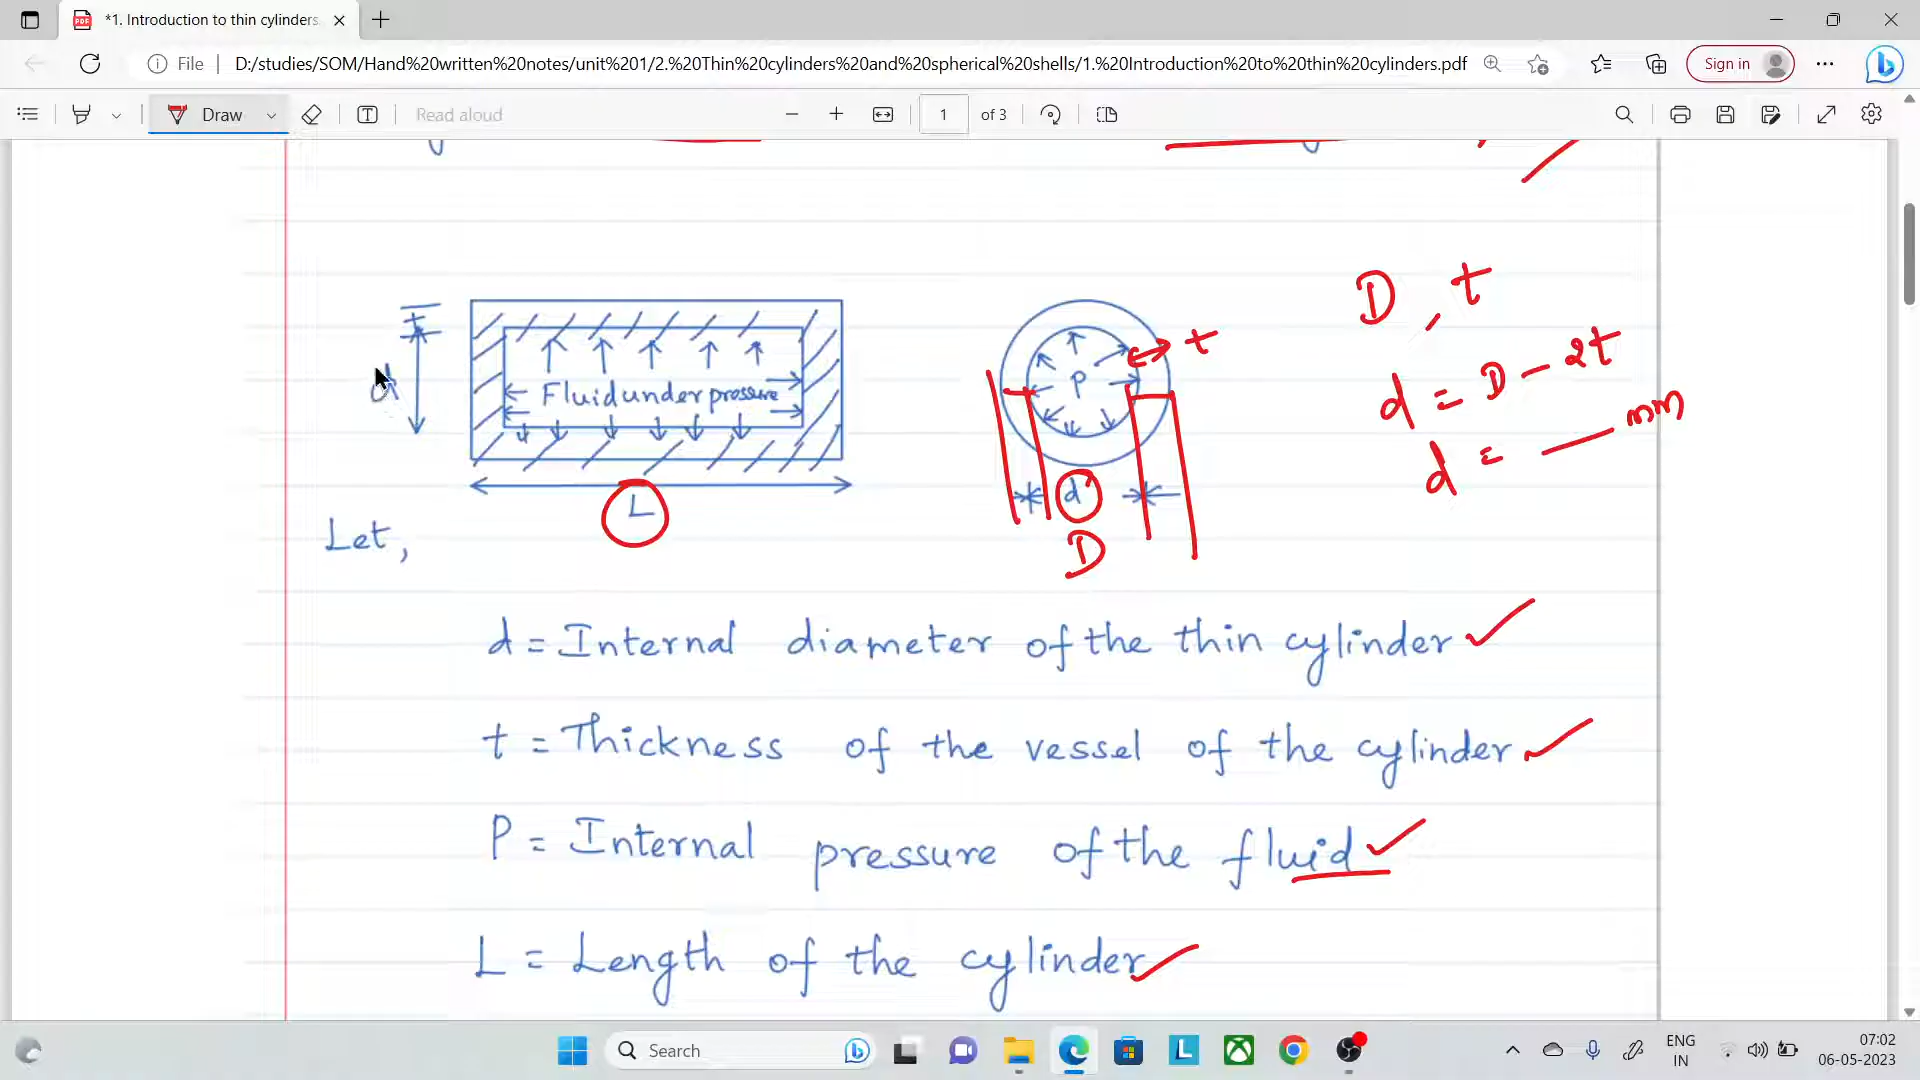 *1. Introduction to thin cylinders
File
D:/studies/SOM/Hand%20written%20notes/unit%201/2.%20Thin%20cylinders%20and%20spherical%20shells/1.%20Introduction%20to%20thin%20cylinders.pdf
Sign in
Draw
Read aloud
1 of 3
D, t
t
t
d = D - 2t
d
Fluid under pressure
P
d = mm
L
d
D
Let,
d = Internal diameter of the thin cylinder
t = Thickness of the vessel of the cylinder
P = Internal pressure of the fluid
L = Length of the cylinder
Search
ENG
IN
07:02
06-05-2023